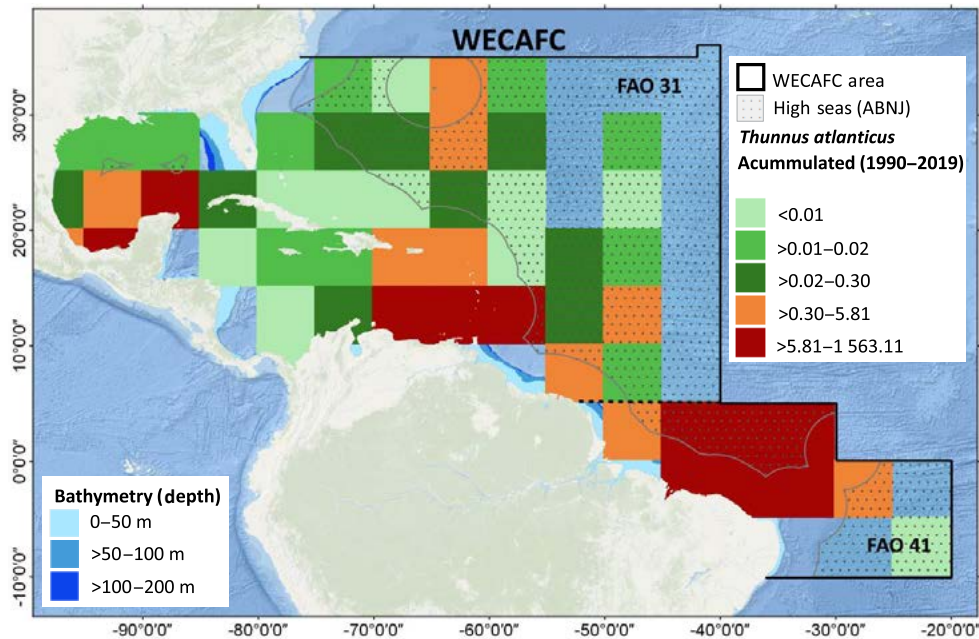 WECAFC
FAO 31
WECAFC area
High seas (ABNJ)
Thunnus atlanticus
Acummulated (1990–2019)
<0.01
>0.01–0.02
>0.02–0.30
>0.30–5.81
>5.81–1 563.11
30°0'0"
20°0'0"
10°0'0"
0°0'0"
-10°0'0"
Bathymetry (depth)
0–50 m
>50–100 m
>100–200 m
FAO 41
-90°0'0"
-80°0'0"
-70°0'0"
-60°0'0"
-50°0'0"
-40°0'0"
-30°0'0"
-20°0'0"